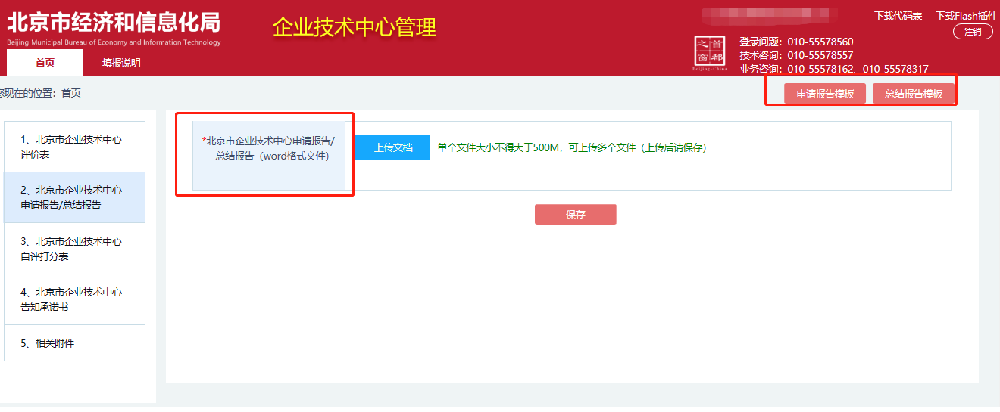 北京市经济和信息化局
Beijing Municipal Bureau of Economy and Information Technology
企业技术中心管理
下载代码表 下载Flash插件
注销
首都之窗
Beijing-China
登录问题：010-55578560
技术咨询：010-55578557
业务咨询：010-55578162、010-55578317
首页 填报说明
您现在的位置：首页
申请报告模板 总结报告模板
1、北京市企业技术中心
评价表
2、北京市企业技术中心
申请报告/总结报告
3、北京市企业技术中心
自评打分表
4、北京市企业技术中心
告知承诺书
5、相关附件
*北京市企业技术中心申请报告/
总结报告（word格式文件）
上传文档 单个文件大小不得大于500M，可上传多个文件（上传后请保存）
保存